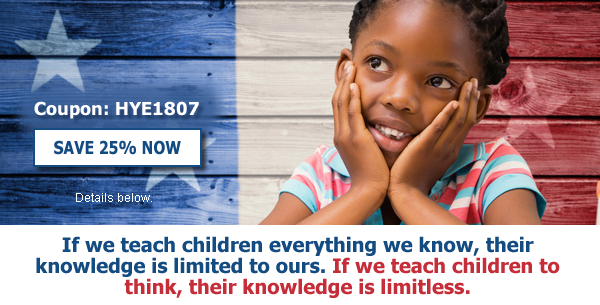 Coupon: HYE1807
SAVE 25% NOW
Details below.
If we teach children everything we know, their
knowledge is limited to ours. If we teach children to
think, their knowledge is limitless.